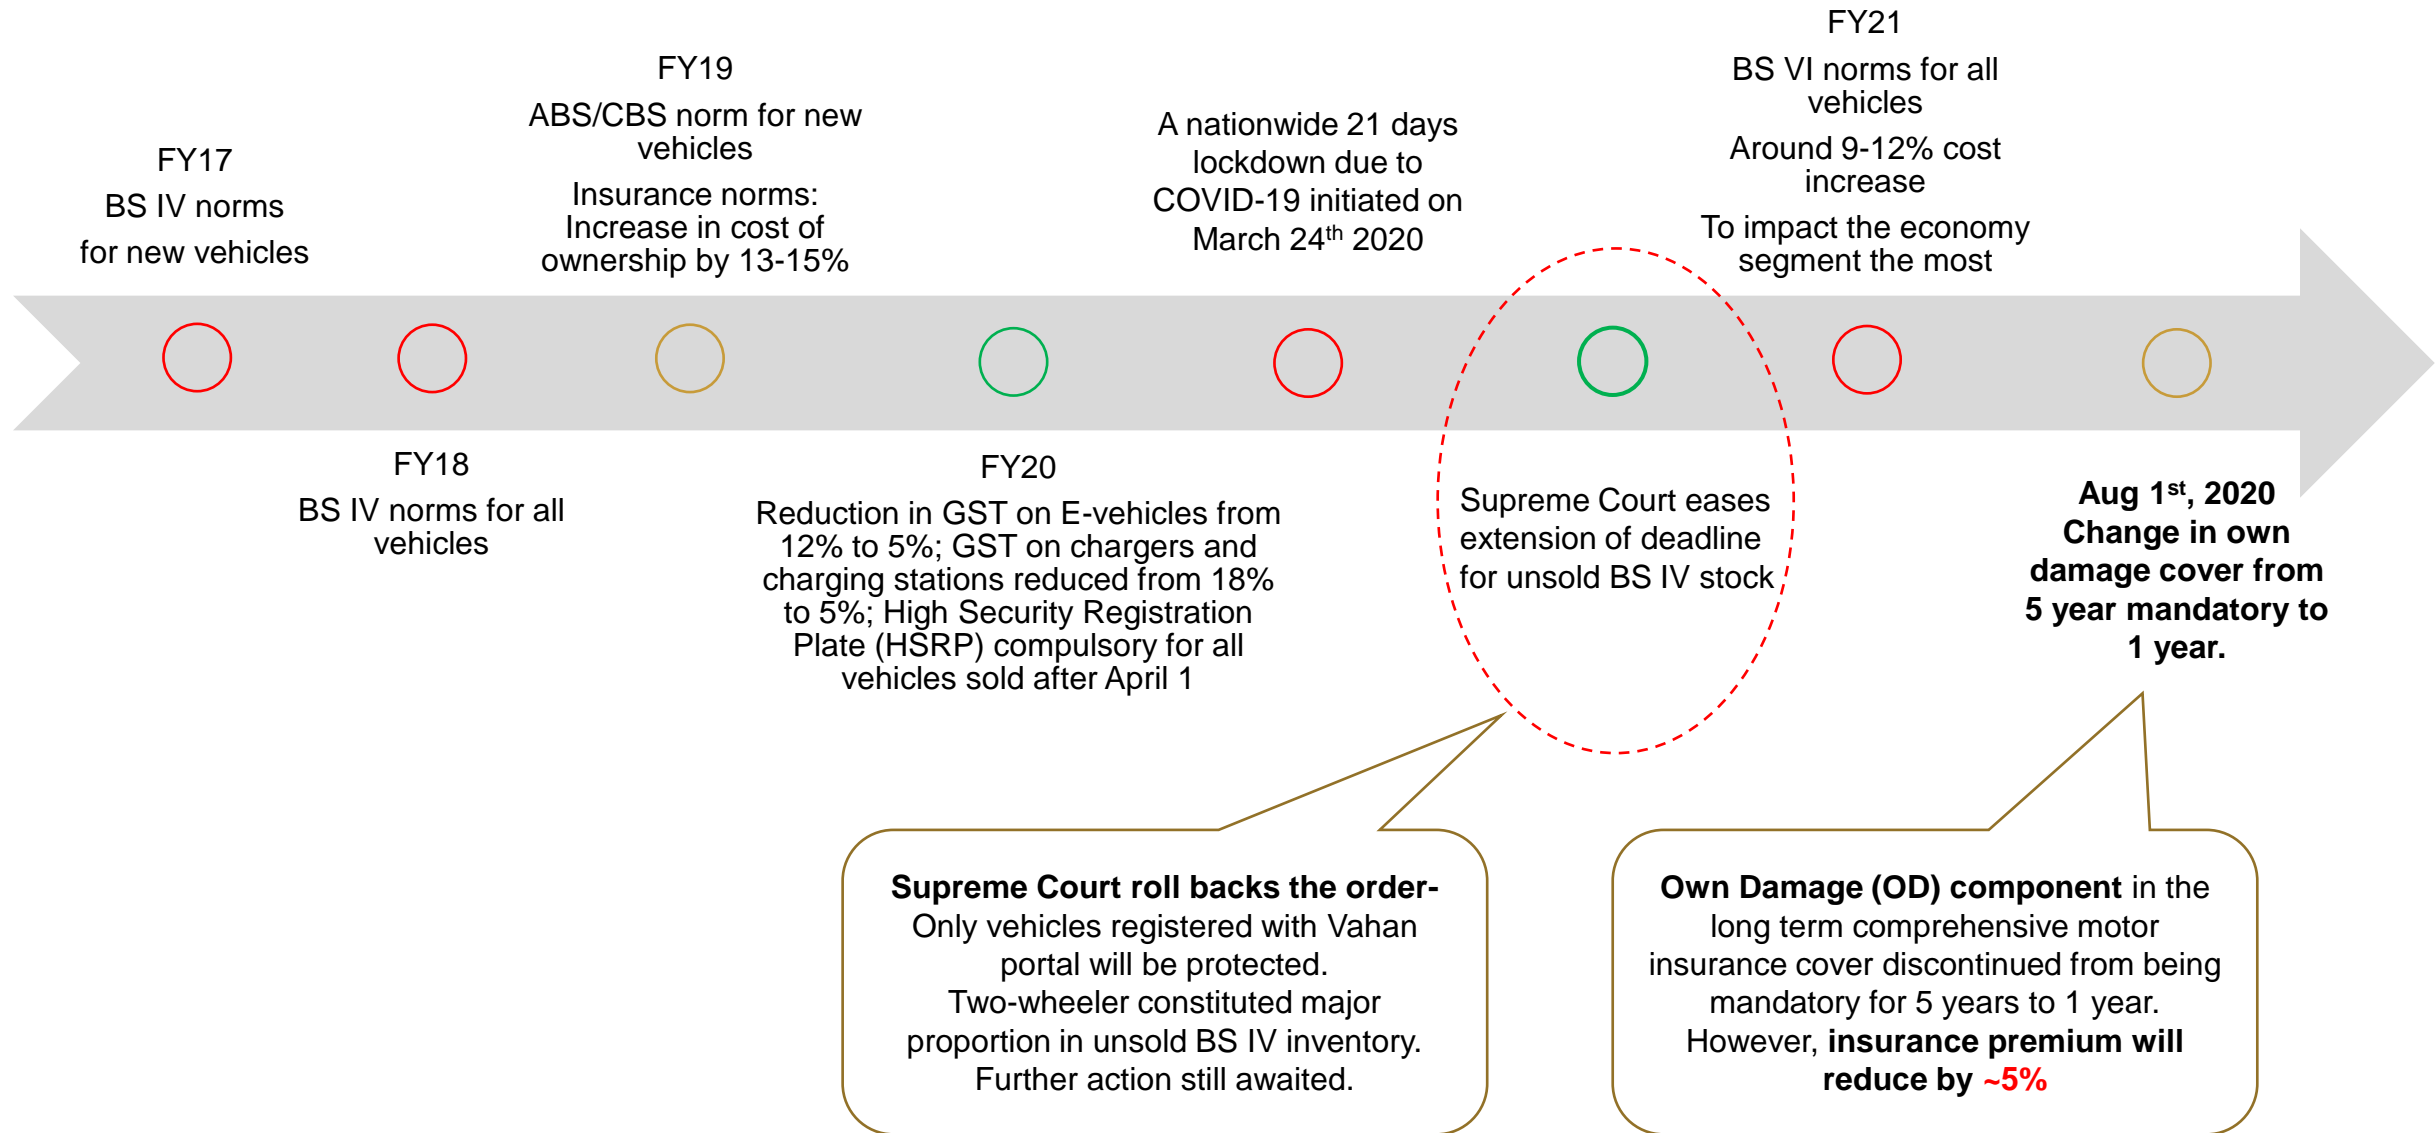 FY17
BS IV norms
for new vehicles
FY18
BS IV norms for all
vehicles
FY19
ABS/CBS norm for new
vehicles
Insurance norms:
Increase in cost of
ownership by 13-15%
FY20
Reduction in GST on E-vehicles from
12% to 5%; GST on chargers and
charging stations reduced from 18%
to 5%; High Security Registration
Plate (HSRP) compulsory for all
vehicles sold after April 1
A nationwide 21 days
lockdown due to
COVID-19 initiated on
March 24th 2020
Supreme Court eases
extension of deadline
for unsold BS IV stock
FY21
BS VI norms for all
vehicles
Around 9-12% cost
increase
To impact the economy
segment the most
Aug 1st, 2020
Change in own
damage cover from
5 year mandatory to
1 year.
Supreme Court roll backs the order-
Only vehicles registered with Vahan
portal will be protected.
Two-wheeler constituted major
proportion in unsold BS IV inventory.
Further action still awaited.
Own Damage (OD) component in the
long term comprehensive motor
insurance cover discontinued from being
mandatory for 5 years to 1 year.
However, insurance premium will
reduce by ~5%